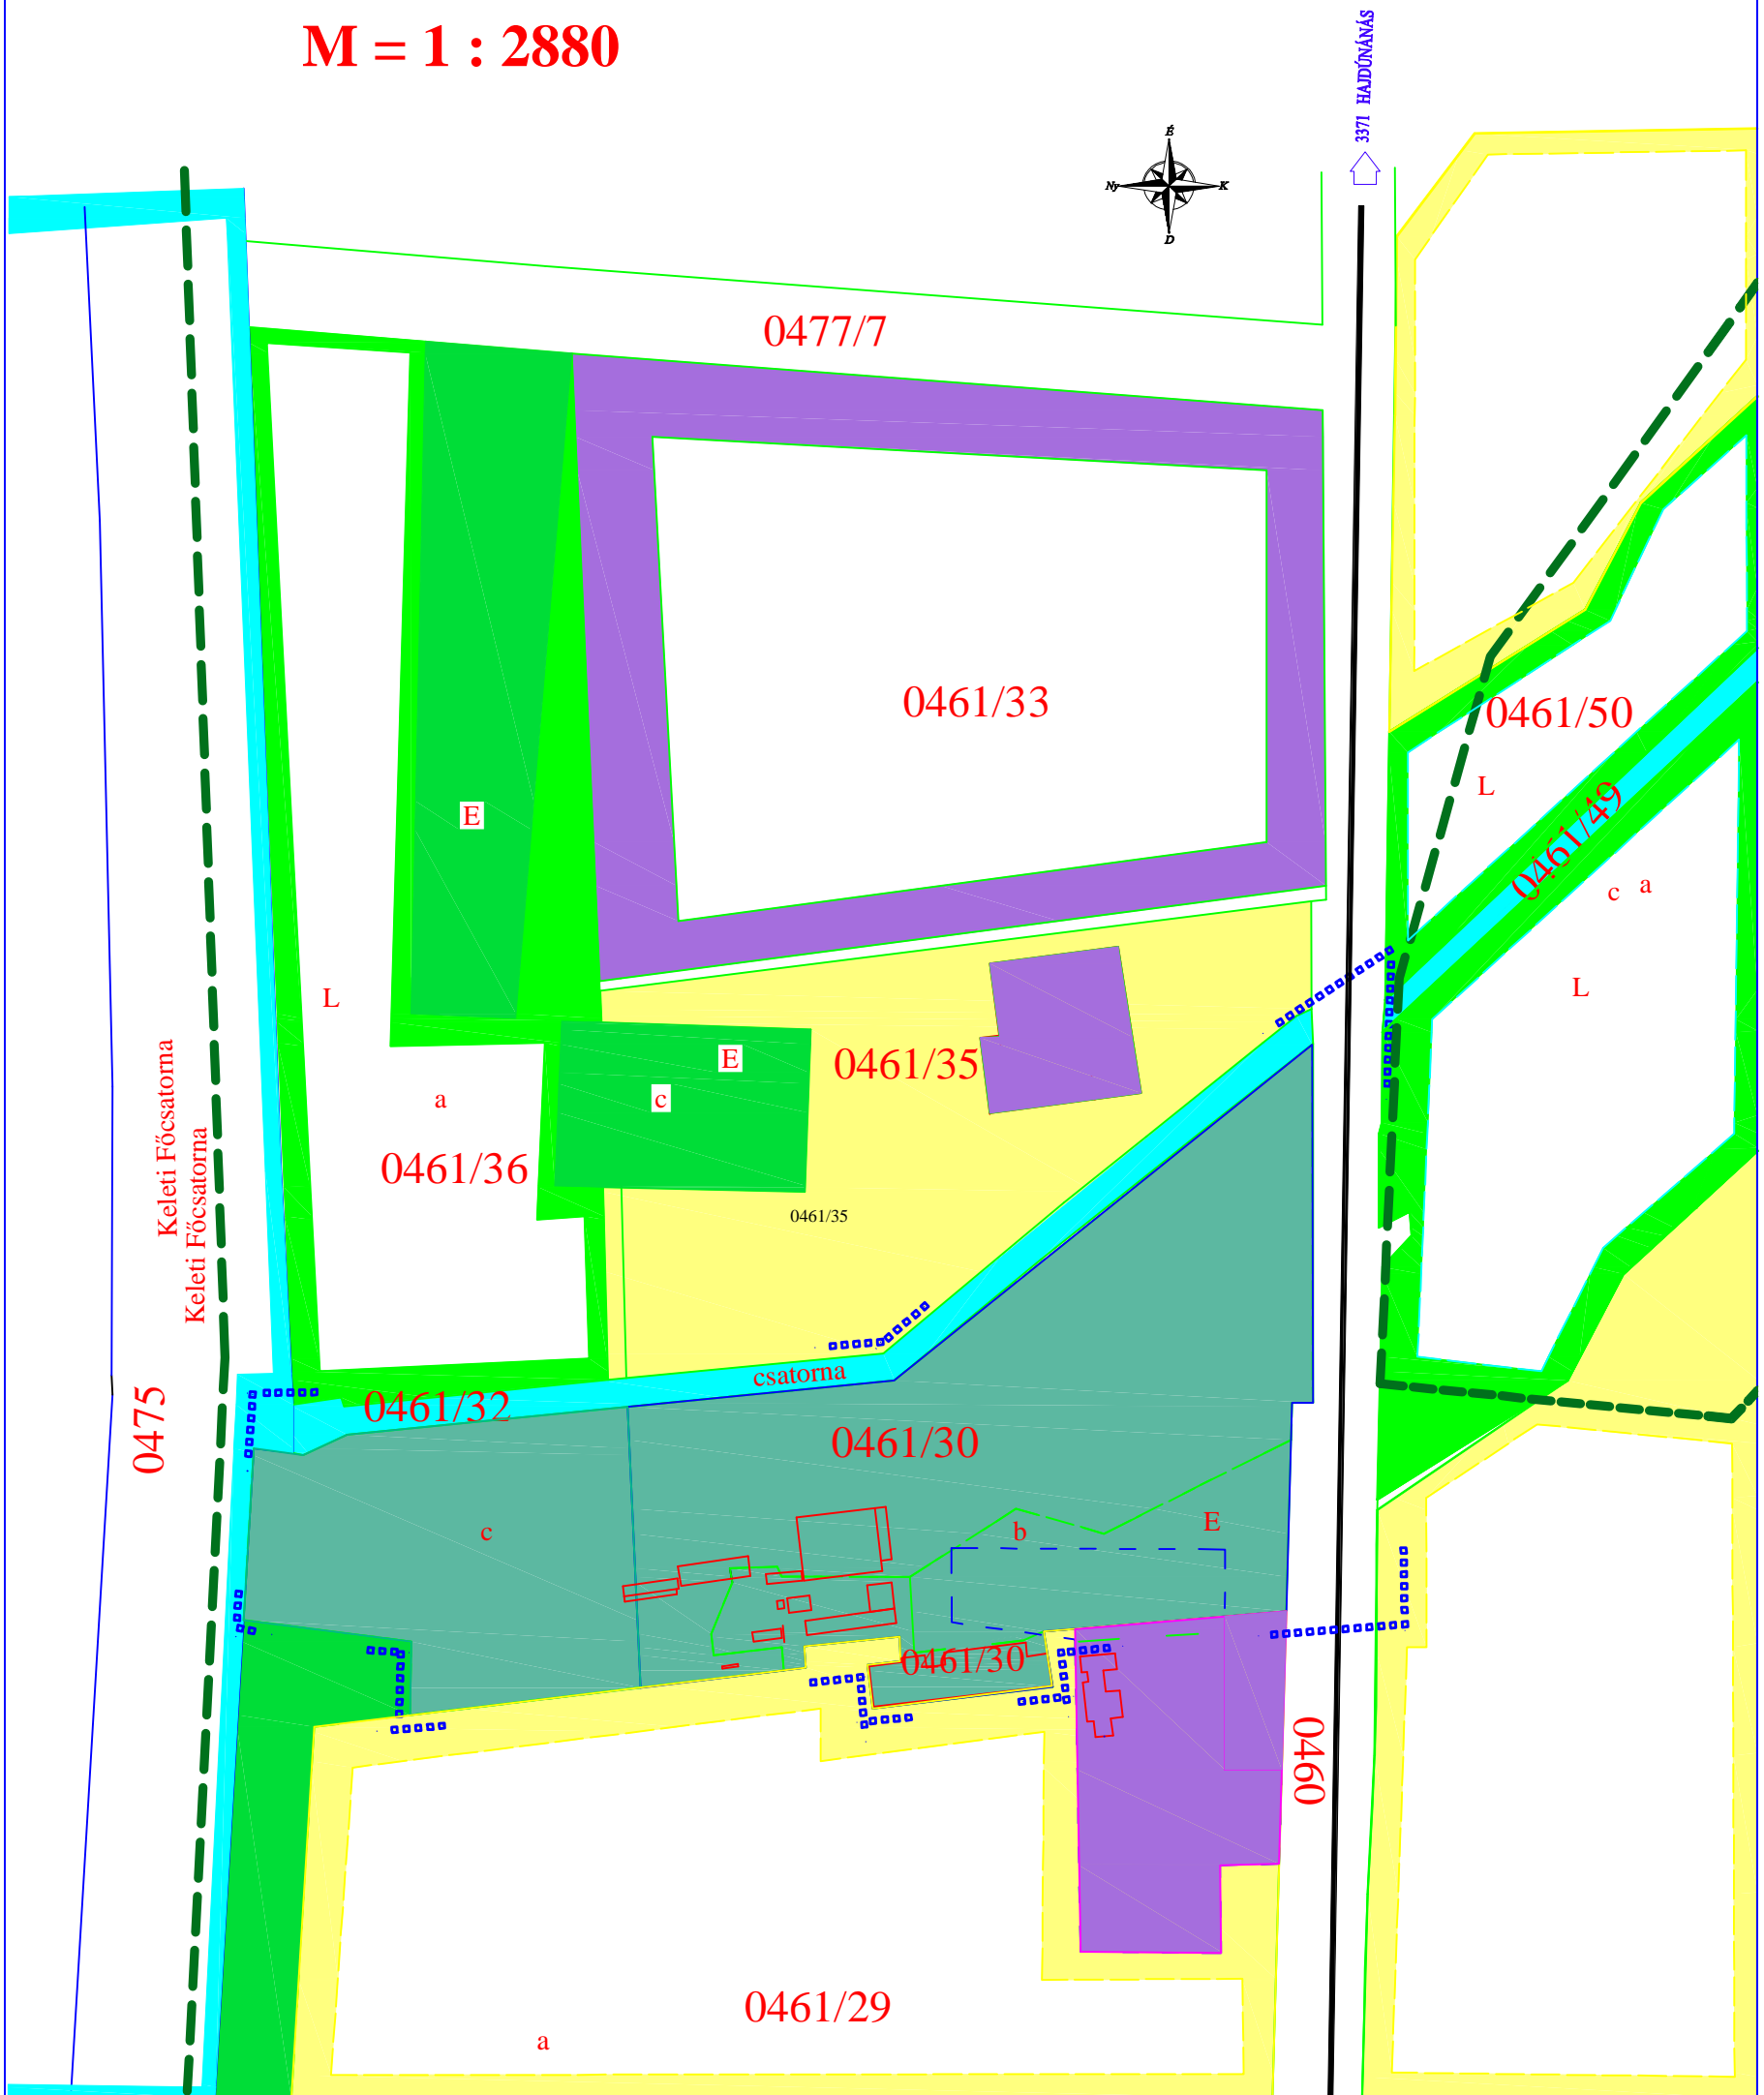 M = 1 : 2880
3371 HAJDÚNÁNÁS
É
Ny
K
D
0477/7
0461/33
0461/50
L
E
0461/49
c a
L
L
E
0461/35
a
c
0461/36
0461/35
Keleti Főcsatorna
Keleti Főcsatorna
csatorna
0461/32
0475
0461/30
c
b
E
0461/30
0460
0461/29
a